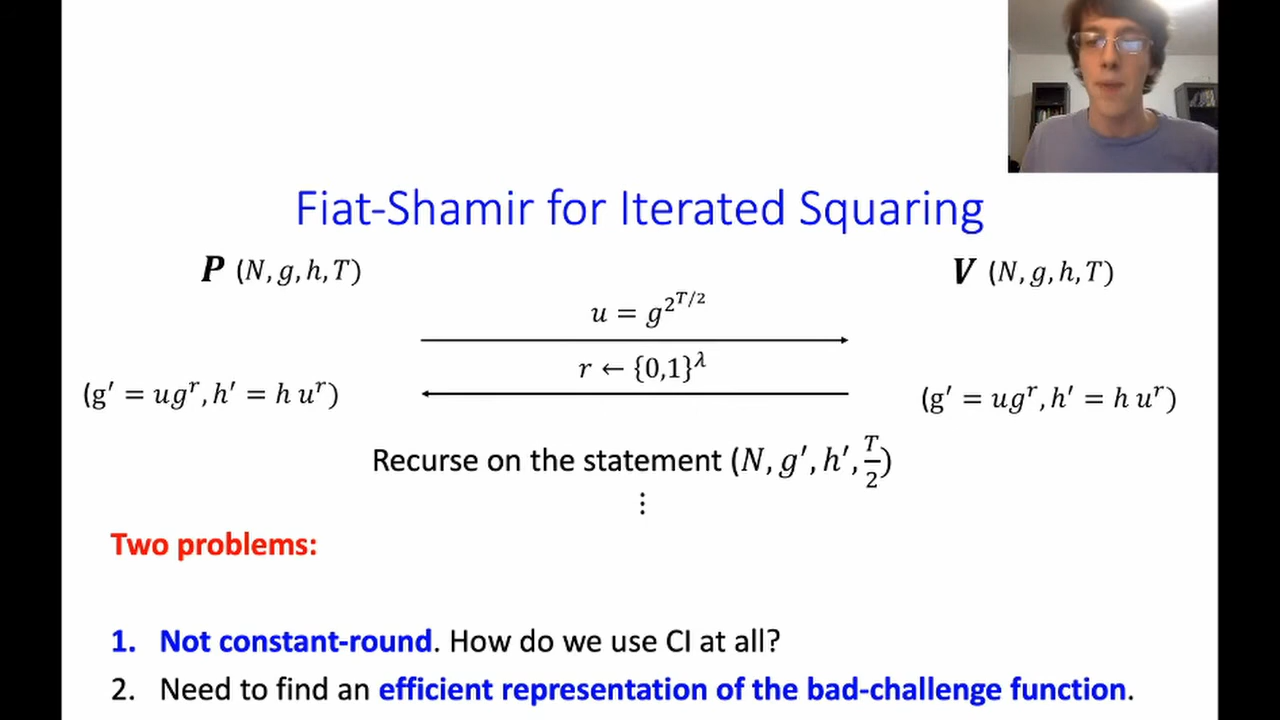 Fiat-Shamir for Iterated Squaring
P (N, g, h, T)
V (N, g, h, T)
u = g^{2^{T/2}}
r ← {0,1}^λ
(g′ = ug^r, h′ = h u^r)
(g′ = ug^r, h′ = h u^r)
Recurse on the statement (N, g′, h′, T/2)
⋮
Two problems:
1. Not constant-round. How do we use CI at all?
2. Need to find an efficient representation of the bad-challenge function.